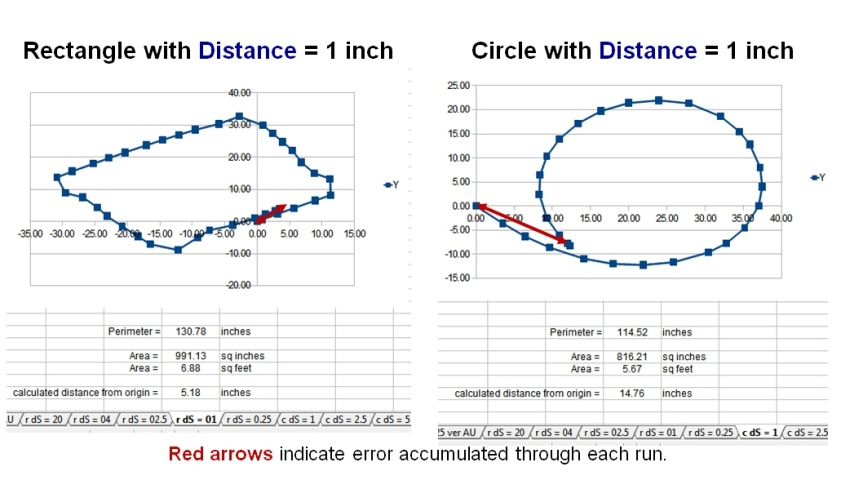 Rectangle with Distance = 1 inch
Circle with Distance = 1 inch
40.00
30.00
20.00
10.00
0.00
-10.00
-20.00
-35.00 -30.00 -25.00 -20.00 -15.00 -10.00 -5.00 0.00 5.00 10.00 15.00
Y
Perimeter = 130.78 inches
Area = 991.13 sq inches
Area = 6.88 sq feet
calculated distance from origin = 5.18 inches
U r dS = 20 r dS = 04 r dS = 02.5 r dS = 01 r dS = 0.25 c dS = 1 c dS = 2.5 c dS = 5
25.00
20.00
15.00
10.00
5.00
0.00
-5.00
-10.00
-15.00
0.00 5.00 10.00 15.00 20.00 25.00 30.00 35.00 40.00
Y
Perimeter = 114.52 inches
Area = 816.21 sq inches
Area = 5.67 sq feet
calculated distance from origin = 14.76 inches
25 ver AU r dS = 20 r dS = 04 r dS = 02.5 r dS = 01 r dS = 0.25 c dS = 1 c dS = 2.5
Red arrows indicate error accumulated through each run.